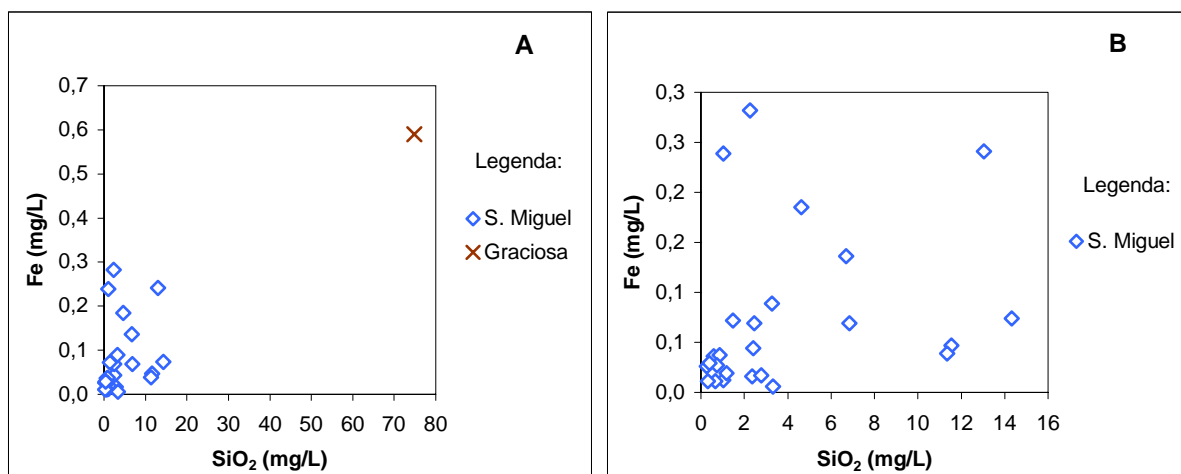 A
0,7
0,6
0,5
0,4
0,3
0,2
0,1
0,0
Fe (mg/L)
0 10 20 30 40 50 60 70 80
SiO2 (mg/L)
Legenda:
S. Miguel
Graciosa
B
0,3
0,3
0,2
0,2
0,1
0,1
0,0
Fe (mg/L)
0 2 4 6 8 10 12 14 16
SiO2 (mg/L)
Legenda:
S. Miguel